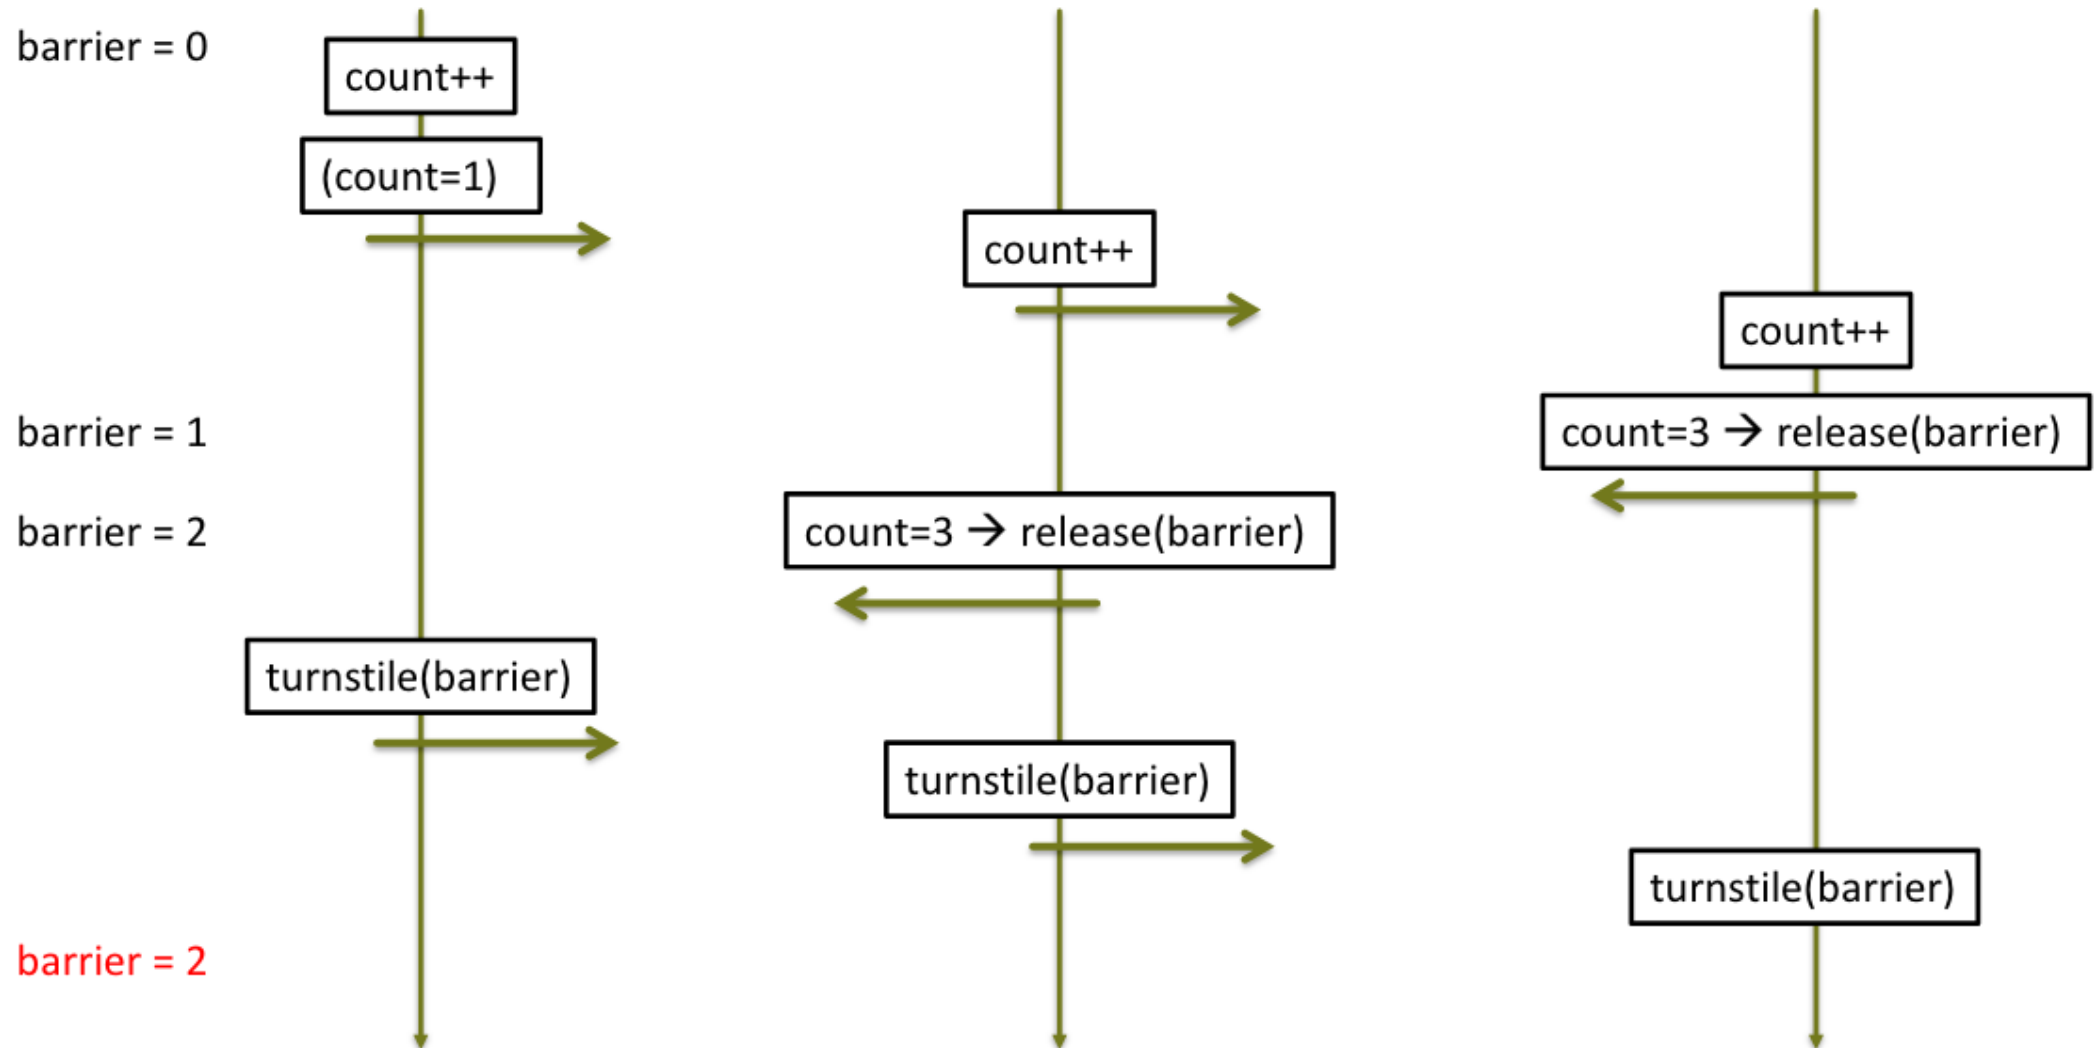 barrier = 0
count++
(count=1)
count++
count++
barrier = 1
count=3 → release(barrier)
barrier = 2
count=3 → release(barrier)
turnstile(barrier)
turnstile(barrier)
turnstile(barrier)
barrier = 2